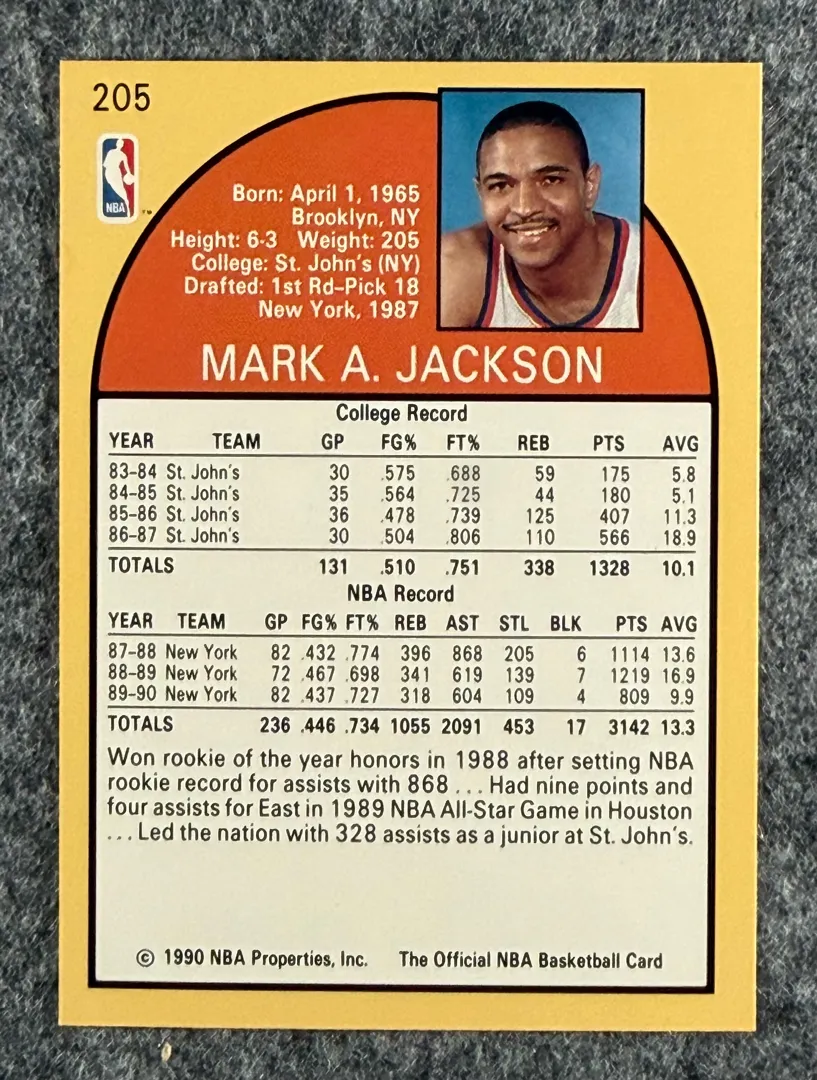 205
NBA
TM
Born: April 1, 1965
Brooklyn, NY
Height: 6-3 Weight: 205
College: St. John's (NY)
Drafted: 1st Rd-Pick 18
New York, 1987
MARK A. JACKSON
College Record
YEAR TEAM GP FG% FT% REB PTS AVG
83-84 St. John's 30 .575 .688 59 175 5.8
84-85 St. John's 35 .564 .725 44 180 5.1
85-86 St. John's 36 .478 .739 125 407 11.3
86-87 St. John's 30 .504 .806 110 566 18.9
TOTALS 131 .510 .751 338 1328 10.1
NBA Record
YEAR TEAM GP FG% FT% REB AST STL BLK PTS AVG
87-88 New York 82 .432 .774 396 868 205 6 1114 13.6
88-89 New York 72 .467 .698 341 619 139 7 1219 16.9
89-90 New York 82 .437 .727 318 604 109 4 809 9.9
TOTALS 236 .446 .734 1055 2091 453 17 3142 13.3
Won rookie of the year honors in 1988 after setting NBA
rookie record for assists with 868 . . . Had nine points and
four assists for East in 1989 NBA All-Star Game in Houston
. . . Led the nation with 328 assists as a junior at St. John's.
© 1990 NBA Properties, Inc. The Official NBA Basketball Card